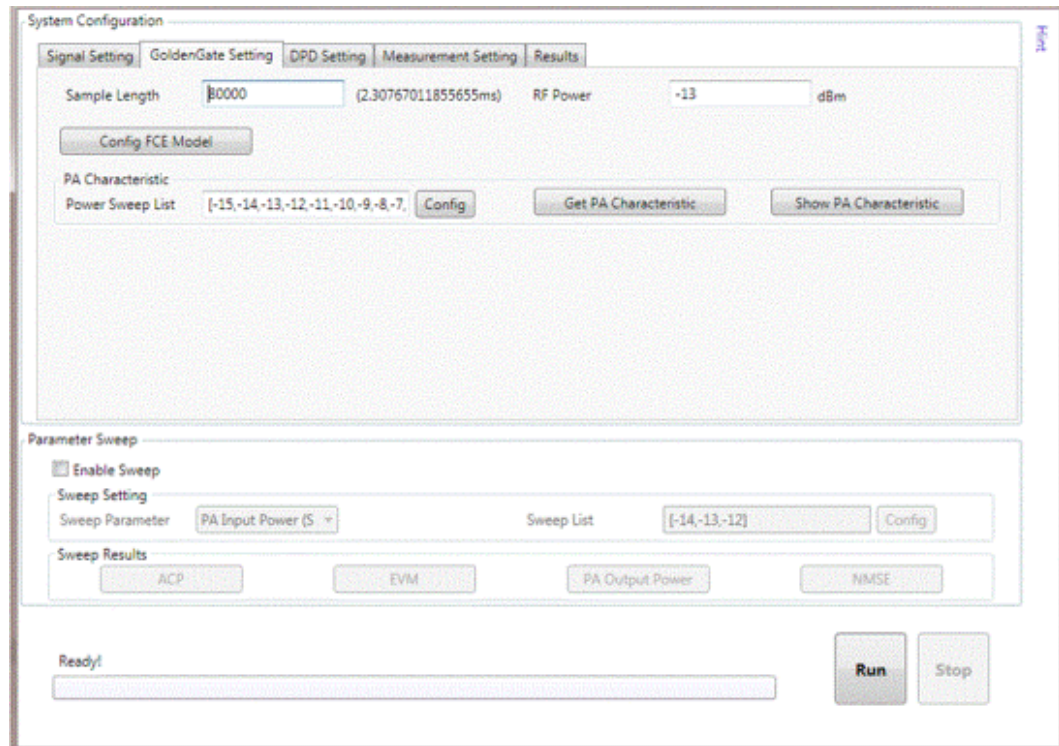 System Configuration
Hint
Signal Setting GoldenGate Setting DPD Setting Measurement Setting Results
Sample Length 80000 (2.30767011855655ms) RF Power -13 dBm
Config FCE Model
PA Characteristic
Power Sweep List [-15,-14,-13,-12,-11,-10,-9,-8,-7, Config Get PA Characteristic Show PA Characteristic
Parameter Sweep
Enable Sweep
Sweep Setting
Sweep Parameter PA Input Power (S Sweep List [-14,-13,-12] Config
Sweep Results
ACP EVM PA Output Power NMSE
Ready!
Run Stop